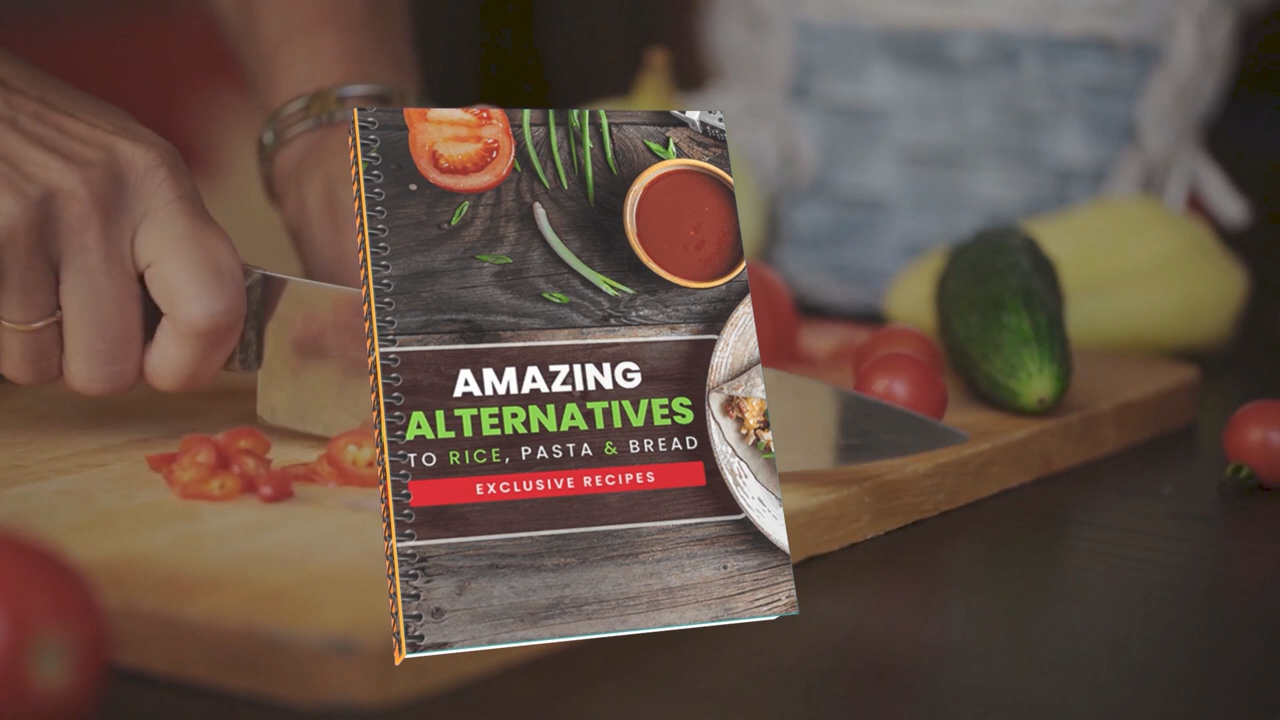 AMAZING
ALTERNATIVES
TO RICE, PASTA & BREAD
EXCLUSIVE RECIPES